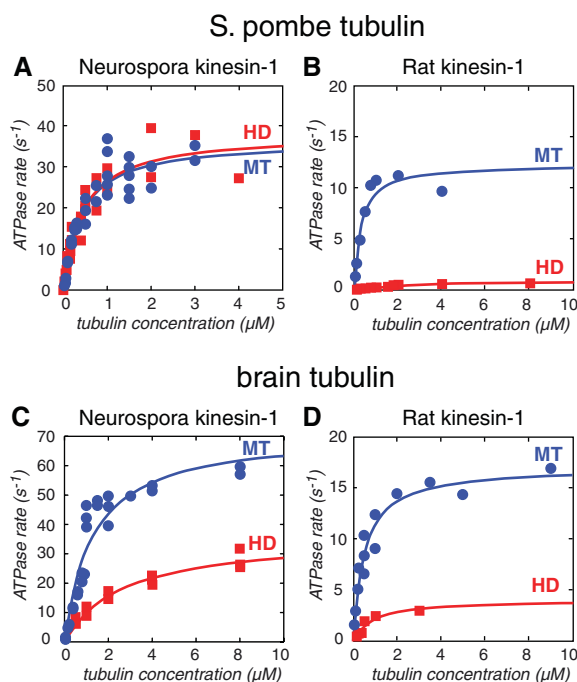 S. pombe tubulin
A
Neurospora kinesin-1
ATPase rate (s-1)
50
40
30
20
10
0
HD
MT
0 1 2 3 4 5
tubulin concentration (µM)
B
Rat kinesin-1
ATPase rate (s-1)
20
15
10
5
0
MT
HD
0 2 4 6 8 10
tubulin concentration (µM)
brain tubulin
C
Neurospora kinesin-1
ATPase rate (s-1)
70
60
50
40
30
20
10
0
MT
HD
0 2 4 6 8 10
tubulin concentration (µM)
D
Rat kinesin-1
ATPase rate (s-1)
20
15
10
5
0
MT
HD
0 2 4 6 8 10
tubulin concentration (µM)